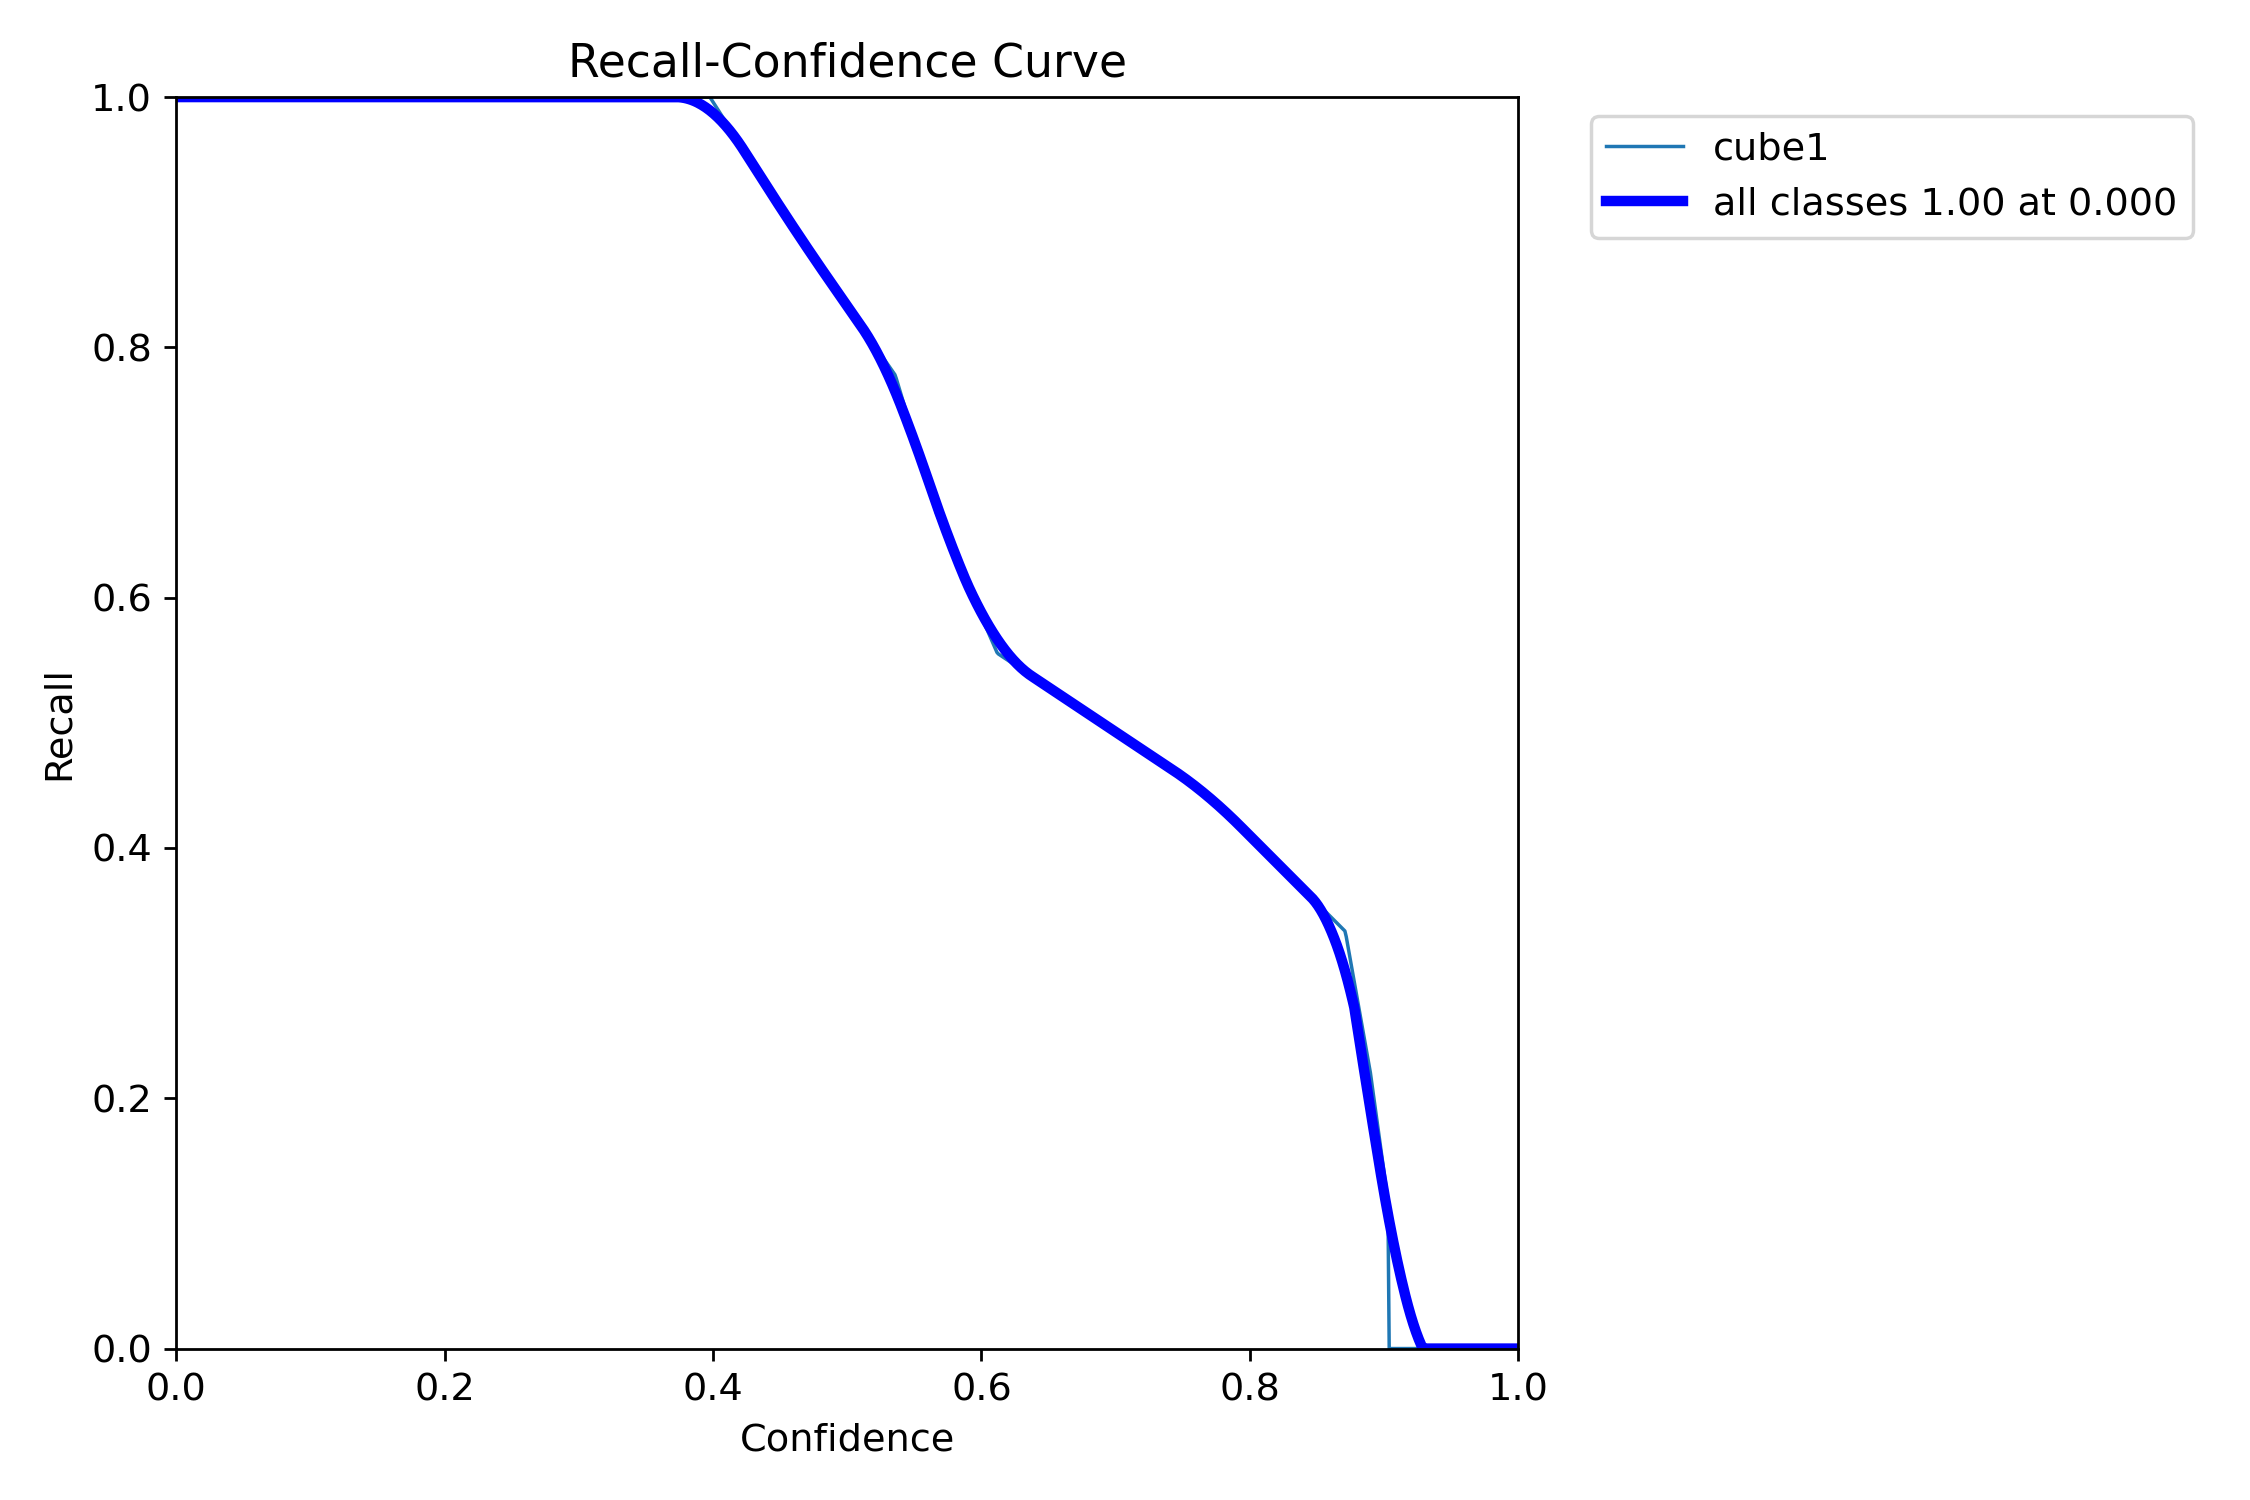 Recall-Confidence Curve
cube1
all classes 1.00 at 0.000
1.0
0.8
0.6
0.4
0.2
0.0
Recall
0.0 0.2 0.4 0.6 0.8 1.0
Confidence